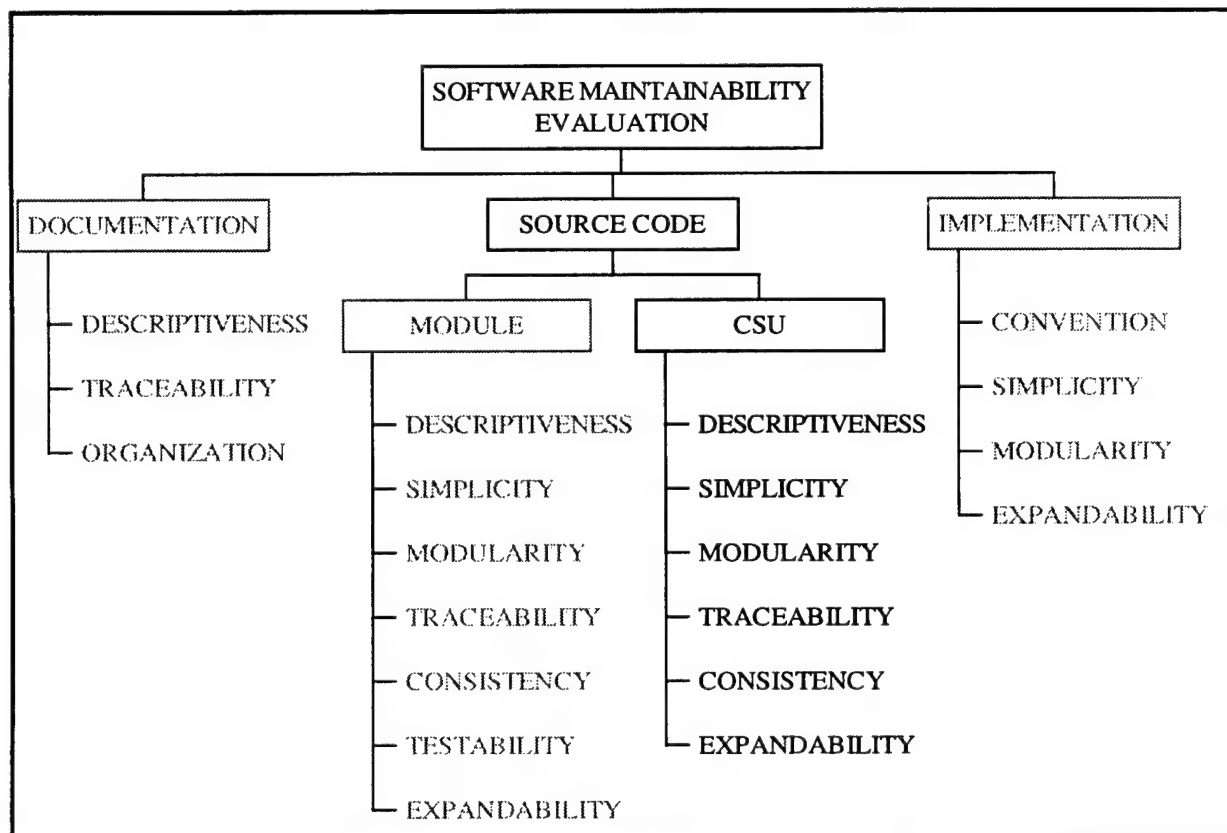 SOFTWARE MAINTAINABILITY
EVALUATION
DOCUMENTATION
SOURCE CODE
IMPLEMENTATION
DESCRIPTIVENESS
TRACEABILITY
ORGANIZATION
MODULE
DESCRIPTIVENESS
SIMPLICITY
MODULARITY
TRACEABILITY
CONSISTENCY
TESTABILITY
EXPANDABILITY
CSU
DESCRIPTIVENESS
SIMPLICITY
MODULARITY
TRACEABILITY
CONSISTENCY
EXPANDABILITY
CONVENTION
SIMPLICITY
MODULARITY
EXPANDABILITY